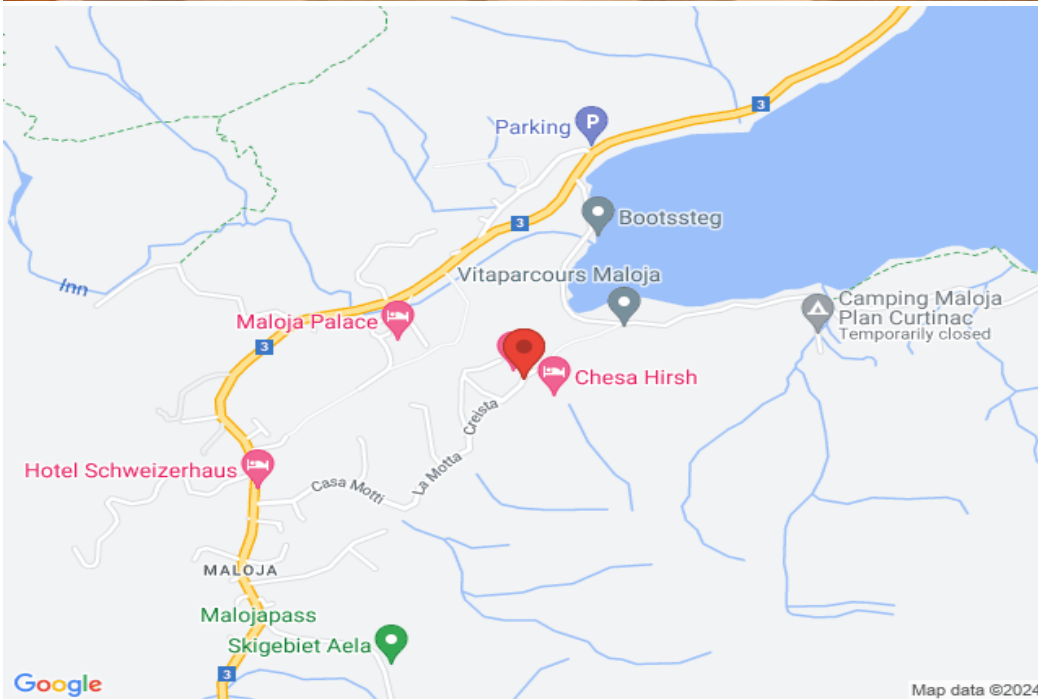 3
Parking
P
3
Bootssteg
Inn
Vitaparcours Maloja
Camping Maloja
Plan Curtinac
Temporarily closed
Maloja Palace
3
Chesa Hirsh
Creista
La Motta
Hotel Schweizerhaus
Casa Motti
MALOJA
Malojapass
Skigebiet Aela
3
Google
Map data ©2024